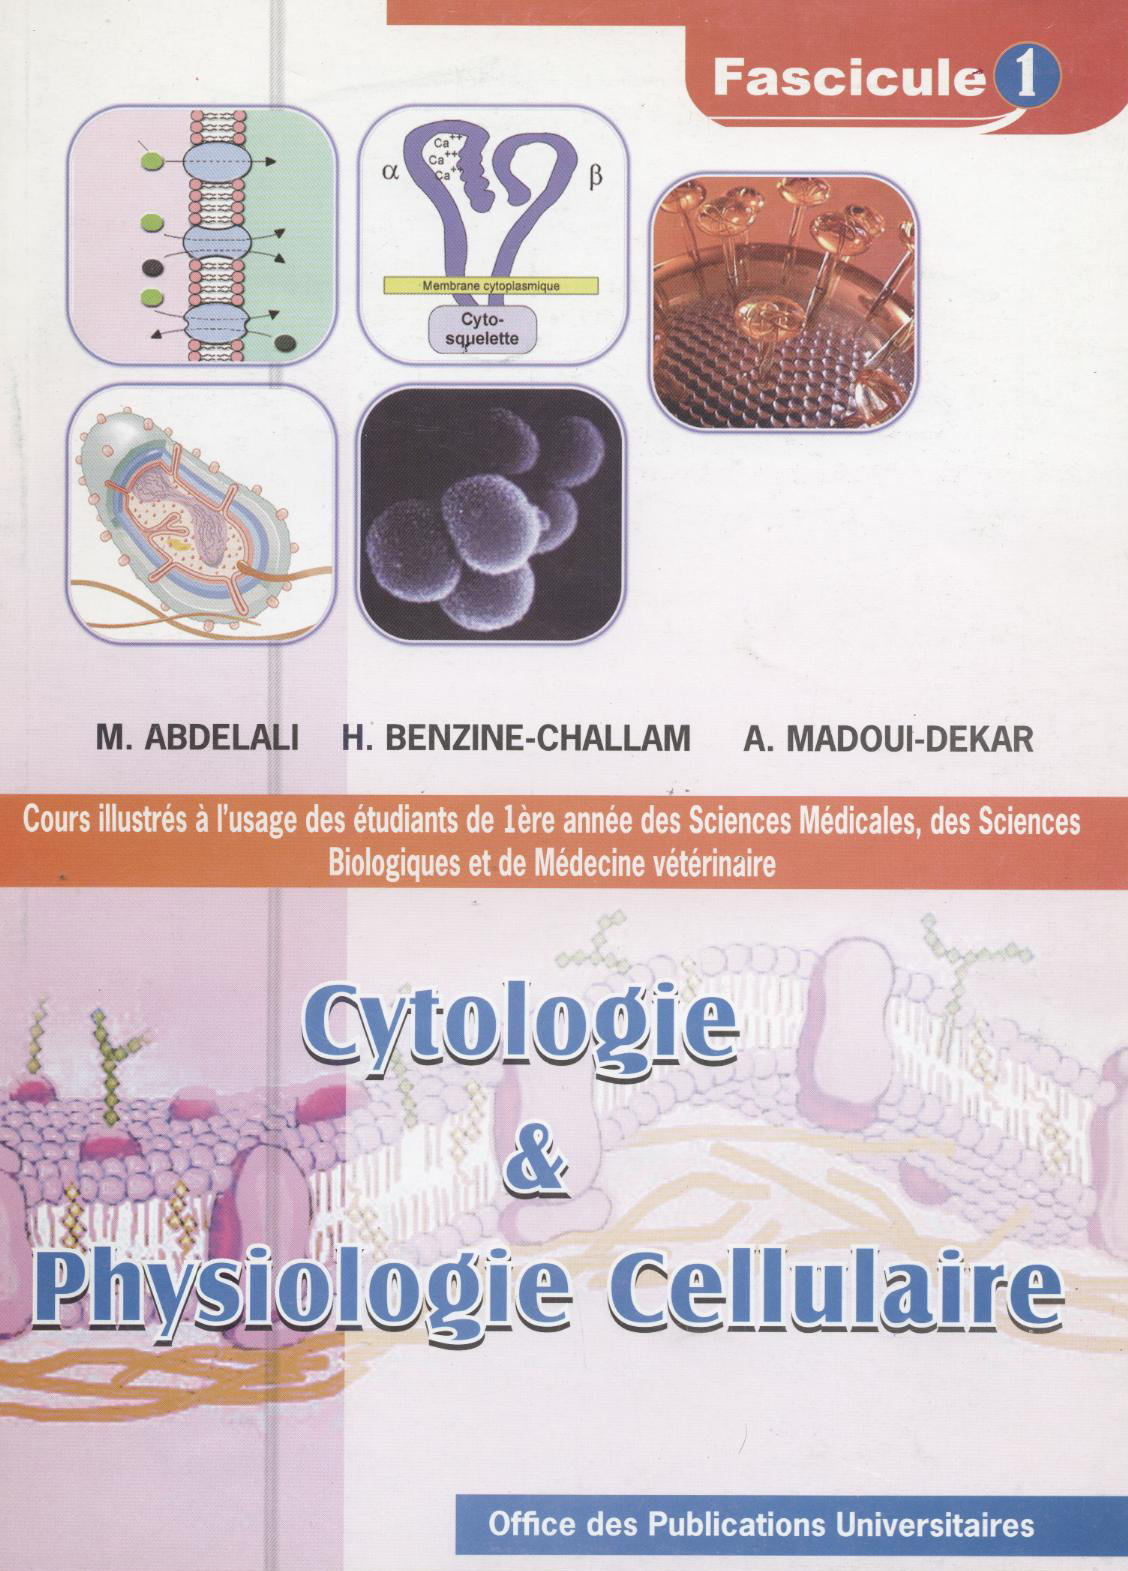 Fascicule 1
α
Ca++
Ca++
Ca++
β
Membrane cytoplasmique
Cyto-
squelette
M. ABDELALI H. BENZINE-CHALLAM A. MADOUI-DEKAR
Cours illustrés à l'usage des étudiants de 1ère année des Sciences Médicales, des Sciences
Biologiques et de Médecine vétérinaire
Cytologie
&
Physiologie Cellulaire
Office des Publications Universitaires